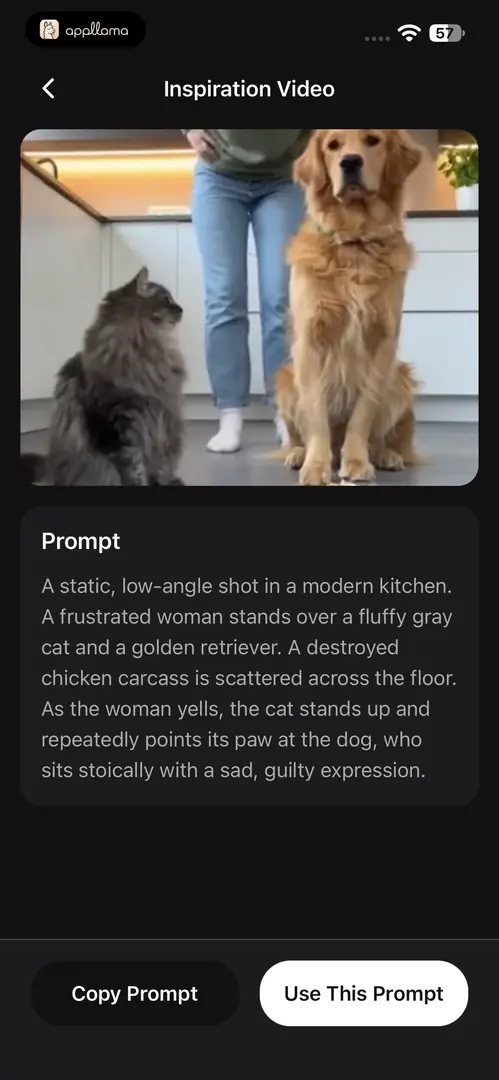 appllama
57
Inspiration Video
Prompt
A static, low-angle shot in a modern kitchen.
A frustrated woman stands over a fluffy gray
cat and a golden retriever. A destroyed
chicken carcass is scattered across the floor.
As the woman yells, the cat stands up and
repeatedly points its paw at the dog, who
sits stoically with a sad, guilty expression.
Copy Prompt
Use This Prompt